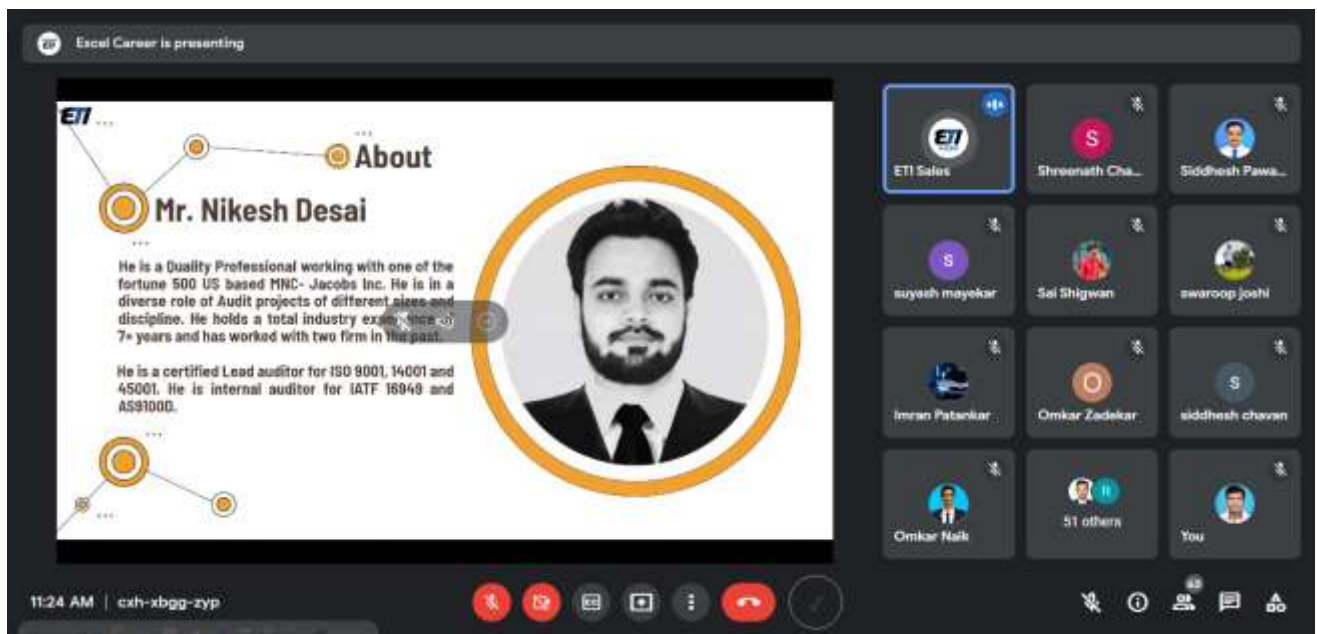 Excel Career is presenting
ETI
About
Mr. Nikesh Desai
He is a Quality Professional working with one of the
fortune 500 US based MNC- Jacobs Inc. He is in a
diverse role of Audit projects of different sizes and
discipline. He holds a total industry experience of
7+ years and has worked with two firm in the past.
He is a certified Lead auditor for ISO 9001, 14001 and
45001. He is internal auditor for IATF 16949 and
AS9100D.
ETI
ETI Sales
S
Shreenath Cha...
Siddhesh Pawa...
S
suyash mayekar
Sai Shigwan
swaroop joshi
Imran Patankar
O
Omkar Zadekar
S
siddhesh chavan
Omkar Naik
51 others
You
11:24 AM | cxh-xbgg-zyp
CC